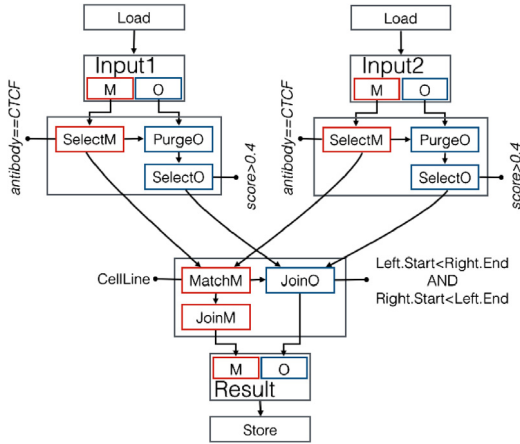 Load
Load
Input1
Input2
M
O
M
O
antibody==CTCF
SelectM
PurgeO
SelectO
score>0.4
antibody==CTCF
SelectM
PurgeO
SelectO
score>0.4
CellLine
MatchM
JoinO
JoinM
Left.Start<Right.End
AND
Right.Start<Left.End
M
O
Result
Store